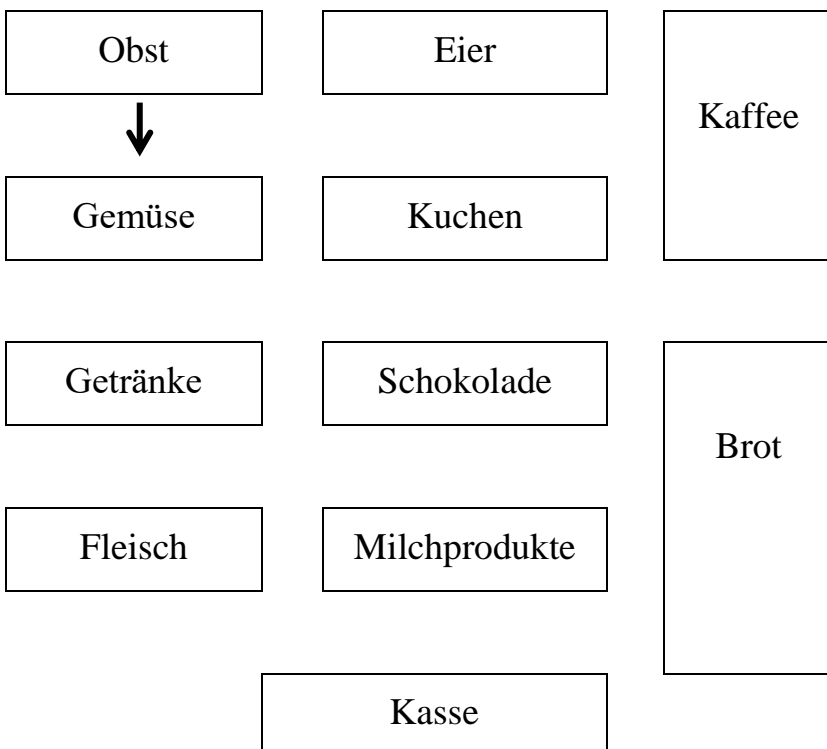 Obst
Eier
Kaffee
Gemüse
Kuchen
Getränke
Schokolade
Brot
Fleisch
Milchprodukte
Kasse